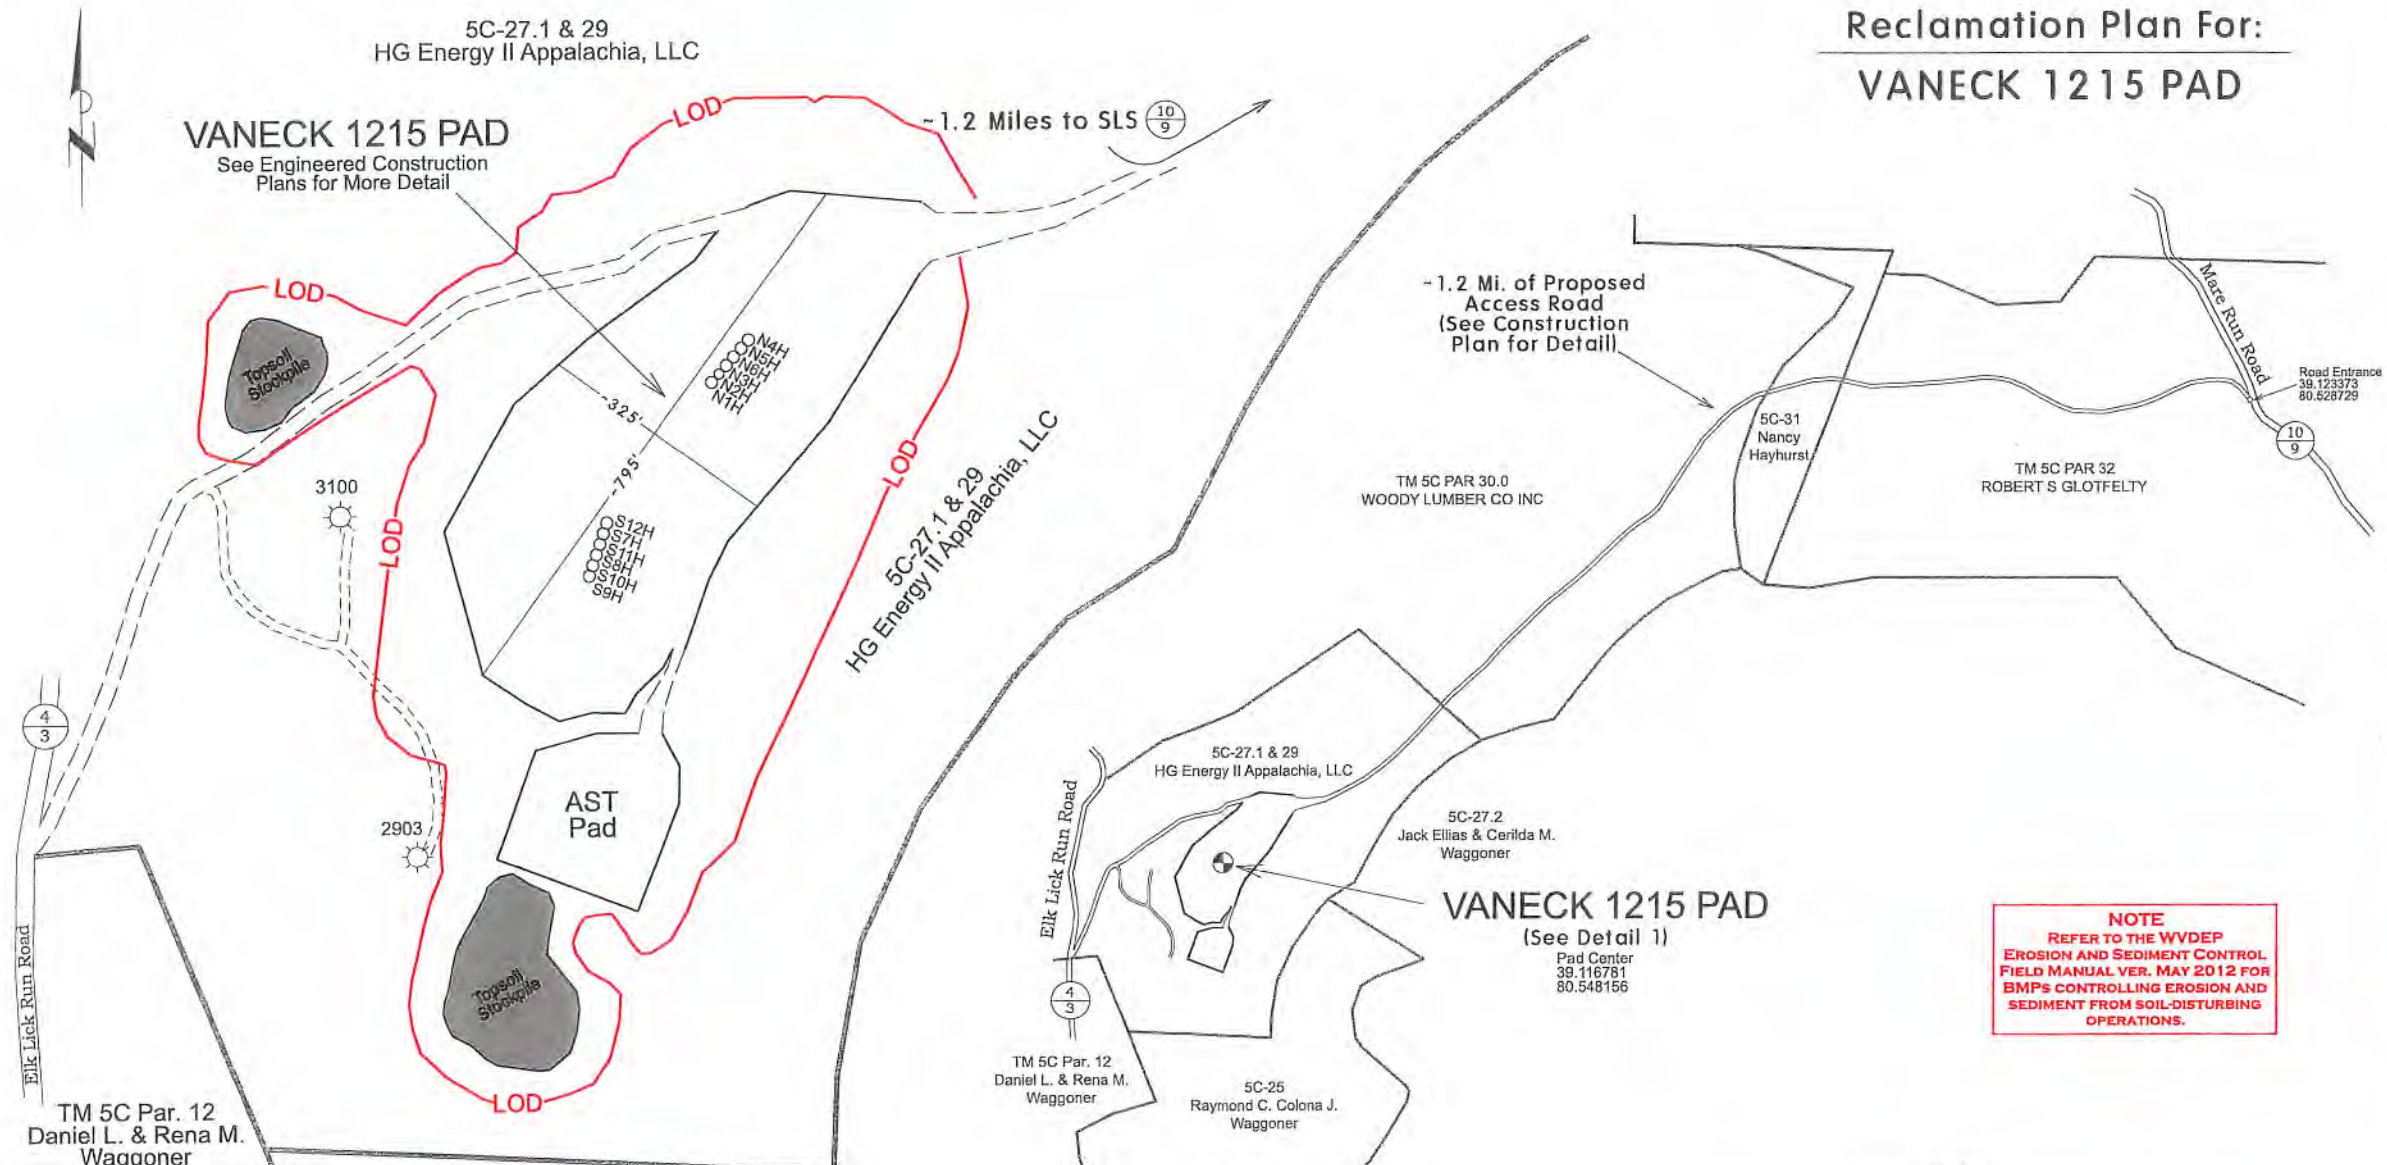 Reclamation Plan For:
VANECK 1215 PAD
5C-27.1 & 29
HG Energy II Appalachia, LLC
N
VANECK 1215 PAD
See Engineered Construction
Plans for More Detail
LOD
~1.2 Miles to SLS
10
9
LOD
Topsoil
Stockpile
N4H
N5H
N6H
N3H
N2H
N1H
-325'
-795'
S12H
S7H
S11H
S8H
S10H
S9H
3100
LOD
LOD
5C-27.1 & 29
HG Energy II Appalachia, LLC
4
3
2903
AST
Pad
Topsoil
Stockpile
LOD
Elk Lick Run Road
TM 5C Par. 12
Daniel L. & Rena M.
Waggoner
~1.2 Mi. of Proposed
Access Road
(See Construction
Plan for Detail)
Mare Run Road
Road Entrance
39.123373
80.528729
10
9
5C-31
Nancy
Hayhurst
TM 5C PAR 32
ROBERT S GLOTFELTY
TM 5C PAR 30.0
WOODY LUMBER CO INC
5C-27.1 & 29
HG Energy II Appalachia, LLC
Elk Lick Run Road
5C-27.2
Jack Ellias & Cerilda M.
Waggoner
VANECK 1215 PAD
(See Detail 1)
Pad Center
39.116781
80.548156
4
3
TM 5C Par. 12
Daniel L. & Rena M.
Waggoner
5C-25
Raymond C. Colona J.
Waggoner
NOTE
REFER TO THE WVDEP
EROSION AND SEDIMENT CONTROL
FIELD MANUAL VER. MAY 2012 FOR
BMPS CONTROLLING EROSION AND
SEDIMENT FROM SOIL-DISTURBING
OPERATIONS.